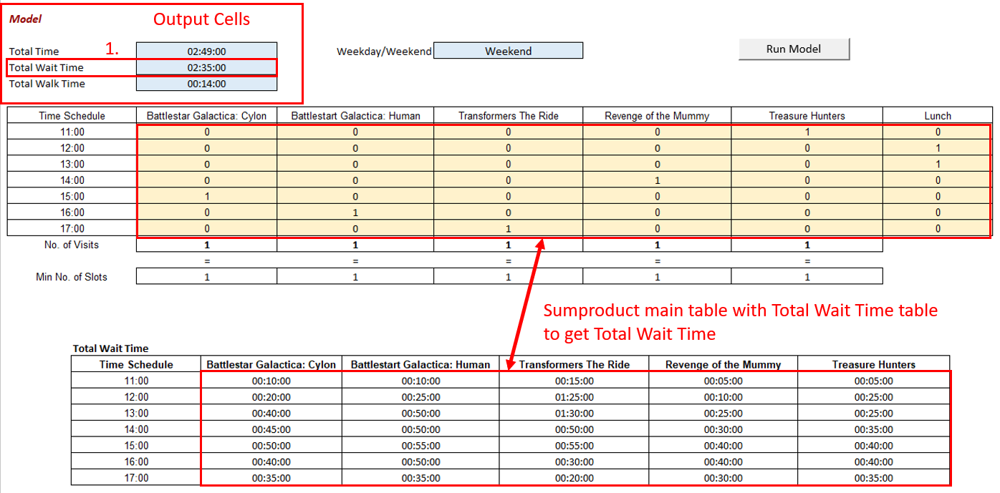 Model Output Cells
1.
Total Time 02:49:00 Weekday/Weekend Weekend Run Model
Total Wait Time 02:35:00
Total Walk Time 00:14:00
Time Schedule Battlestar Galactica: Cylon Battlestart Galactica: Human Transformers The Ride Revenge of the Mummy Treasure Hunters Lunch
11:00 0 0 0 0 1 0
12:00 0 0 0 0 0 1
13:00 0 0 0 0 0 1
14:00 0 0 0 1 0 0
15:00 1 0 0 0 0 0
16:00 0 1 0 0 0 0
17:00 0 0 1 0 0 0
No. of Visits 1 1 1 1 1
= = = = =
Min No. of Slots 1 1 1 1 1
Sumproduct main table with Total Wait Time table
to get Total Wait Time
Total Wait Time
Time Schedule Battlestar Galactica: Cylon Battlestart Galactica: Human Transformers The Ride Revenge of the Mummy Treasure Hunters
11:00 00:10:00 00:10:00 00:15:00 00:05:00 00:05:00
12:00 00:20:00 00:25:00 01:25:00 00:10:00 00:25:00
13:00 00:40:00 00:50:00 01:30:00 00:25:00 00:25:00
14:00 00:45:00 00:50:00 00:50:00 00:30:00 00:35:00
15:00 00:50:00 00:55:00 00:55:00 00:40:00 00:40:00
16:00 00:40:00 00:50:00 00:30:00 00:40:00 00:40:00
17:00 00:35:00 00:35:00 00:20:00 00:30:00 00:35:00